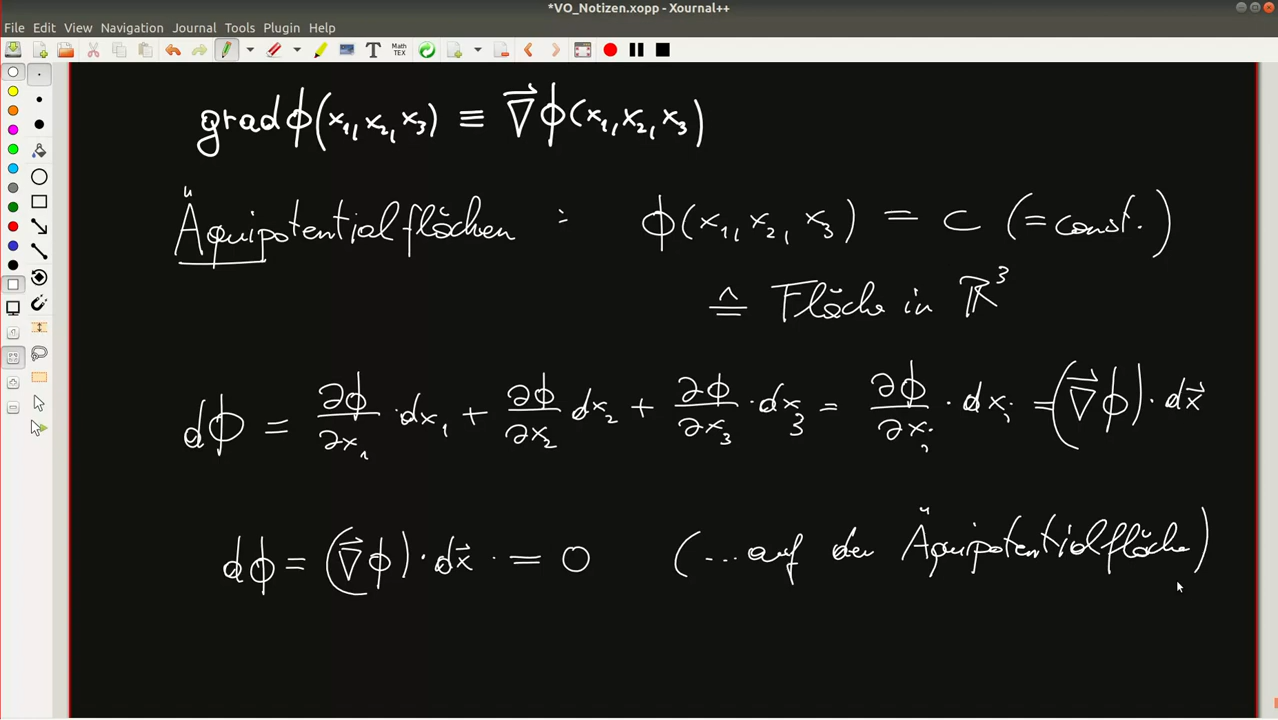 *VO_Notizen.xopp - Xournal++
File Edit View Navigation Journal Tools Plugin Help
T Math TEX
grad ϕ(x₁, x₂, x₃) ≡ ∇⃗ϕ(x₁, x₂, x₃)
Äquipotentialflächen : ϕ(x₁, x₂, x₃) = C (= const.)
≙ Fläche in ℝ³
dϕ = ∂ϕ/∂x₁ · dx₁ + ∂ϕ/∂x₂ dx₂ + ∂ϕ/∂x₃ · dx₃ = ∂ϕ/∂xᵢ · dxᵢ = (∇⃗ϕ) · dx⃗
dϕ = (∇⃗ϕ) · dx⃗ · = 0 (... auf der Äquipotentialfläche)